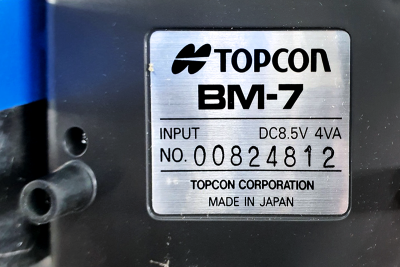 TOPCON
BM-7
INPUT DC8.5V 4VA
NO. 00824812
TOPCON CORPORATION
MADE IN JAPAN